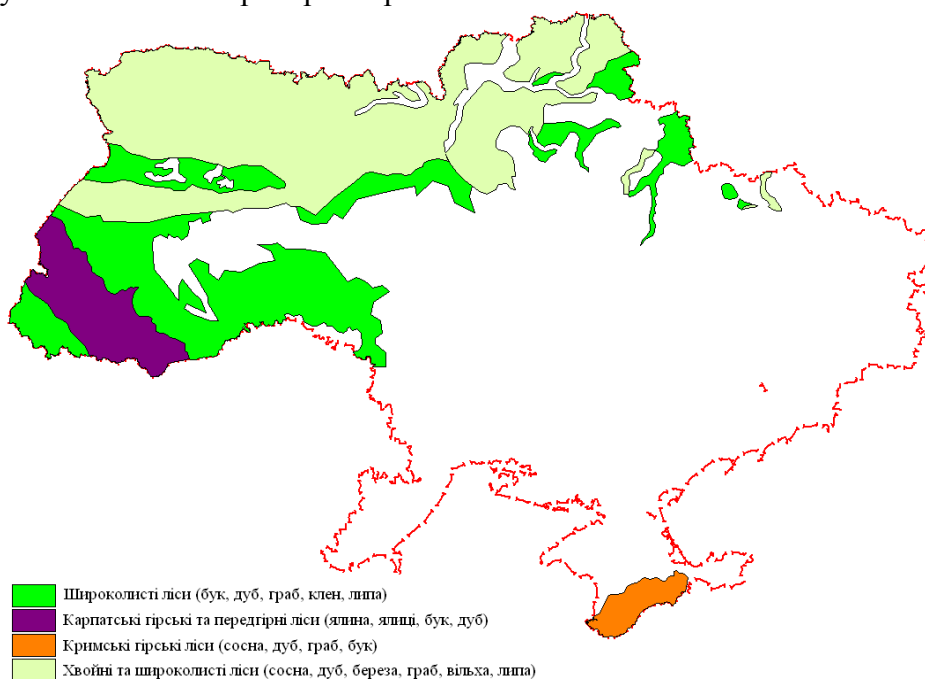 Широколисті ліси (бук, дуб, граб, клен, липа)
Карпатські гірські та передгірні ліси (ялина, ялиці, бук, дуб)
Кримські гірські ліси (сосна, дуб, граб, бук)
Хвойні та широколисті ліси (сосна, дуб, береза, граб, вільха, липа)